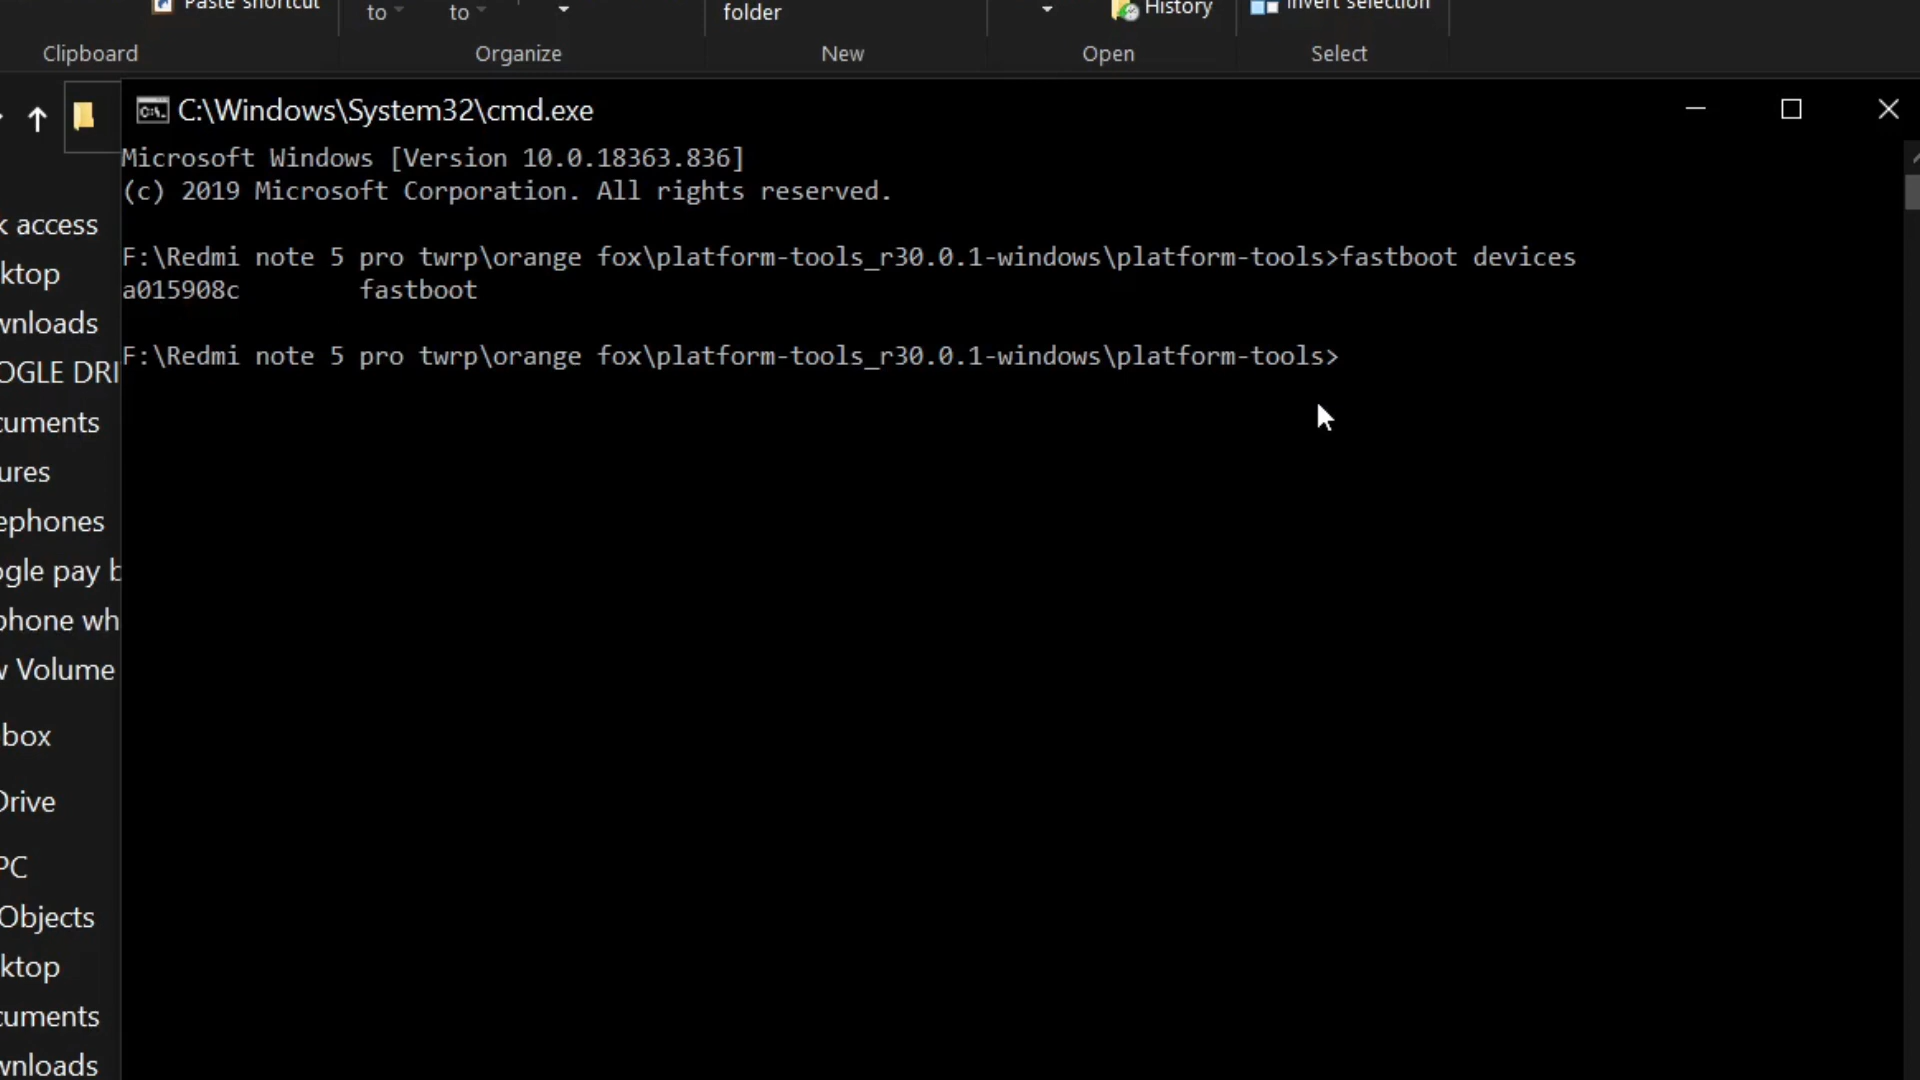 Paste shortcut
to
to
folder
History
Invert selection
Clipboard
Organize
New
Open
Select
C:\Windows\System32\cmd.exe
Microsoft Windows [Version 10.0.18363.836]
(c) 2019 Microsoft Corporation. All rights reserved.
F:\Redmi note 5 pro twrp\orange fox\platform-tools_r30.0.1-windows\platform-tools>fastboot devices
a015908c fastboot
F:\Redmi note 5 pro twrp\orange fox\platform-tools_r30.0.1-windows\platform-tools>
k access
ktop
wnloads
OGLE DRI
cuments
ures
ephones
ogle pay b
phone wh
w Volume
box
Drive
PC
Objects
ktop
cuments
wnloads